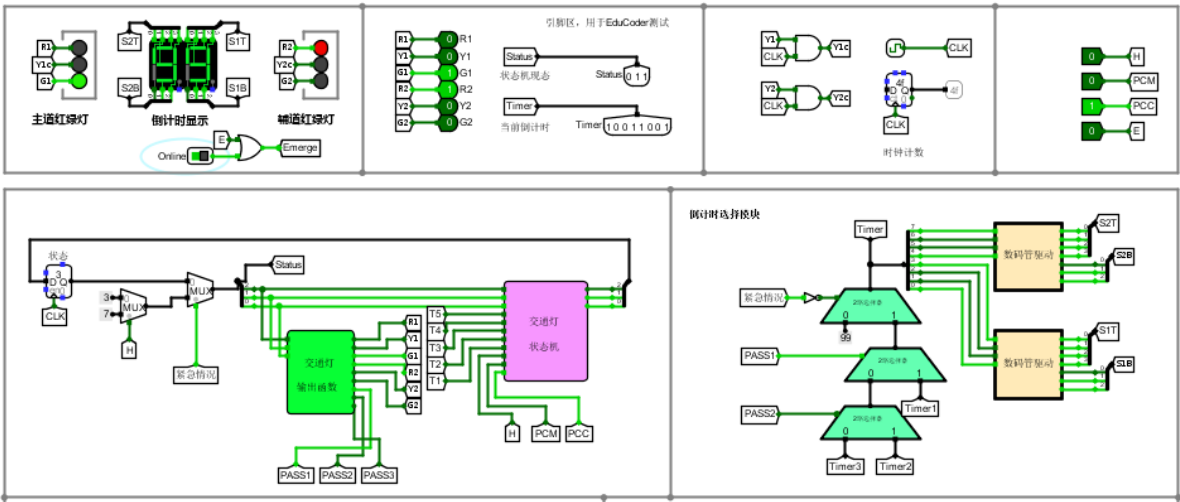 R1
Y1c
G1
主道红绿灯
S2T
S2B
S1T
S1B
倒计时显示
R2
Y2c
G2
辅道红绿灯
E
Online
Emerge
引脚区，用于EduCoder测试
R1 0 R1
Y1 0 Y1
G1 1 G1
R2 1 R2
Y2 0 Y2
G2 0 G2
Status
状态机现态
Status 0 1 1
Timer
当前倒计时
Timer 1 0 0 1 1 0 0 1
Y1
CLK
Y1c
Y2
CLK
Y2c
CLK
4f
D Q
4f
CLK
时钟计数
0 H
0 PCM
1 PCC
0 E
状态
3
D Q
CLK
3
7
MUX
H
MUX
紧急情况
Status
交通灯
输出函数
R1
Y1
G1
R2
Y2
G2
PASS1
PASS2
PASS3
T5
T4
T3
T2
T1
交通灯
状态机
H
PCM
PCC
倒计时选择模块
Timer
紧急情况
0 1
99
PASS1
0 1
Timer1
PASS2
0 1
Timer3
Timer2
数码管驱动
S2T
S2B
数码管驱动
S1T
S1B